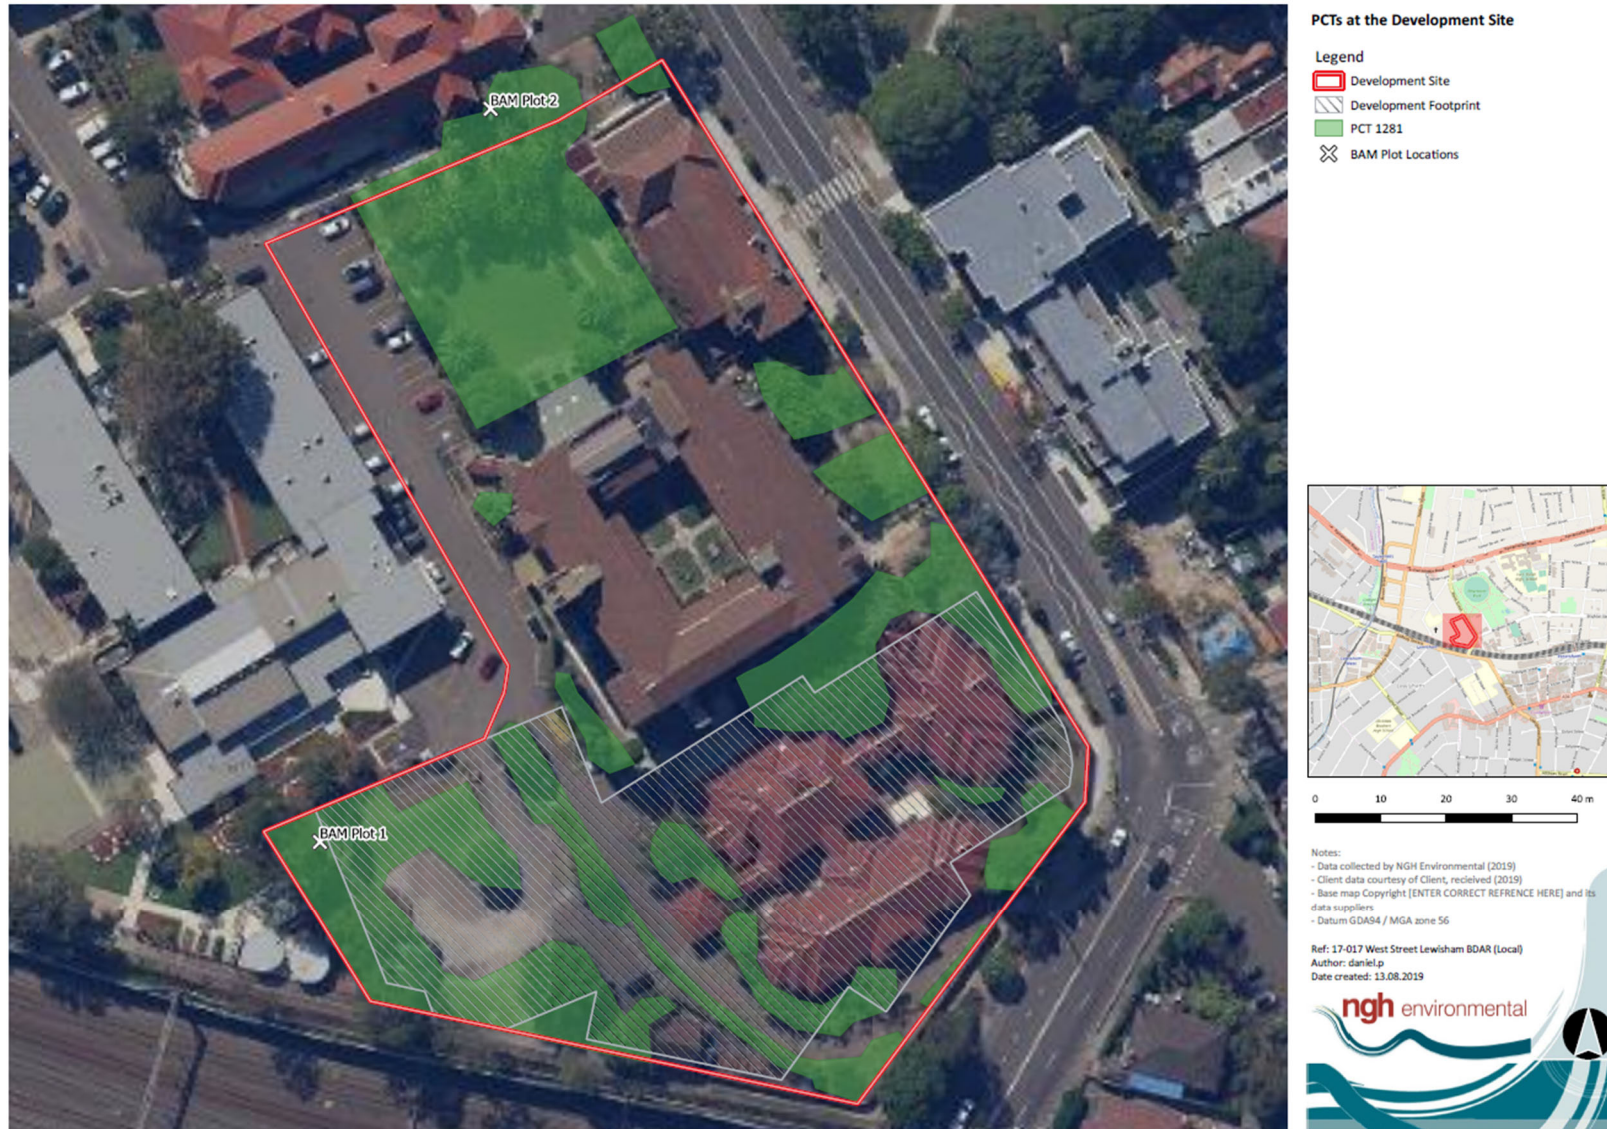 PCTs at the Development Site
Legend
Development Site
Development Footprint
PCT 1281
BAM Plot Locations
BAM Plot 2
BAM Plot 1
0 10 20 30 40 m
Notes:
- Data collected by NGH Environmental (2019)
- Client data courtesy of Client, recieived (2019)
- Base map Copyright [ENTER CORRECT REFRENCE HERE] and its
data suppliers
- Datum GDA94 / MGA zone 56
Ref: 17-017 West Street Lewisham BDAR (Local)
Author: daniel.p
Date created: 13.08.2019
ngh environmental